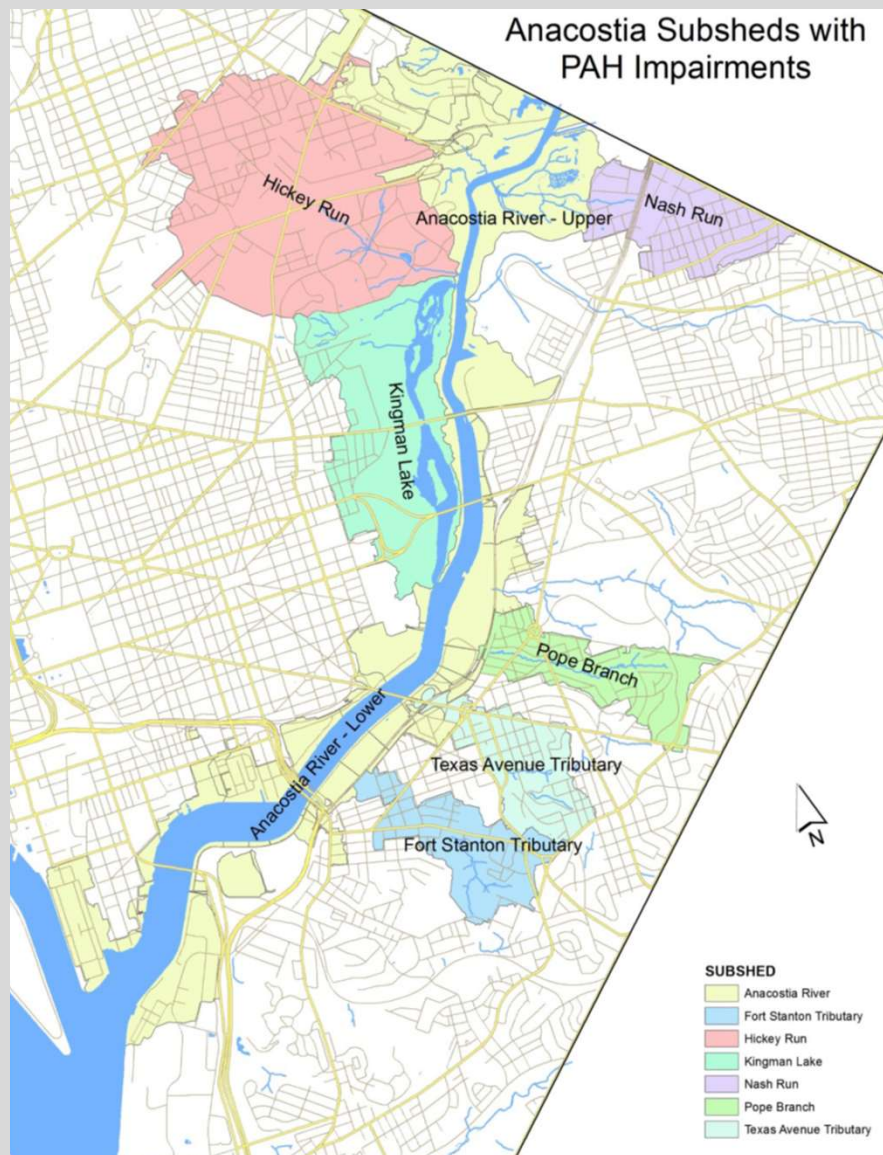 Anacostia Subsheds with
PAH Impairments
Hickey Run
Anacostia River - Upper
Nash Run
Kingman Lake
Pope Branch
Anacostia River - Lower
Texas Avenue Tributary
Fort Stanton Tributary
N
SUBSHED
Anacostia River
Fort Stanton Tributary
Hickey Run
Kingman Lake
Nash Run
Pope Branch
Texas Avenue Tributary